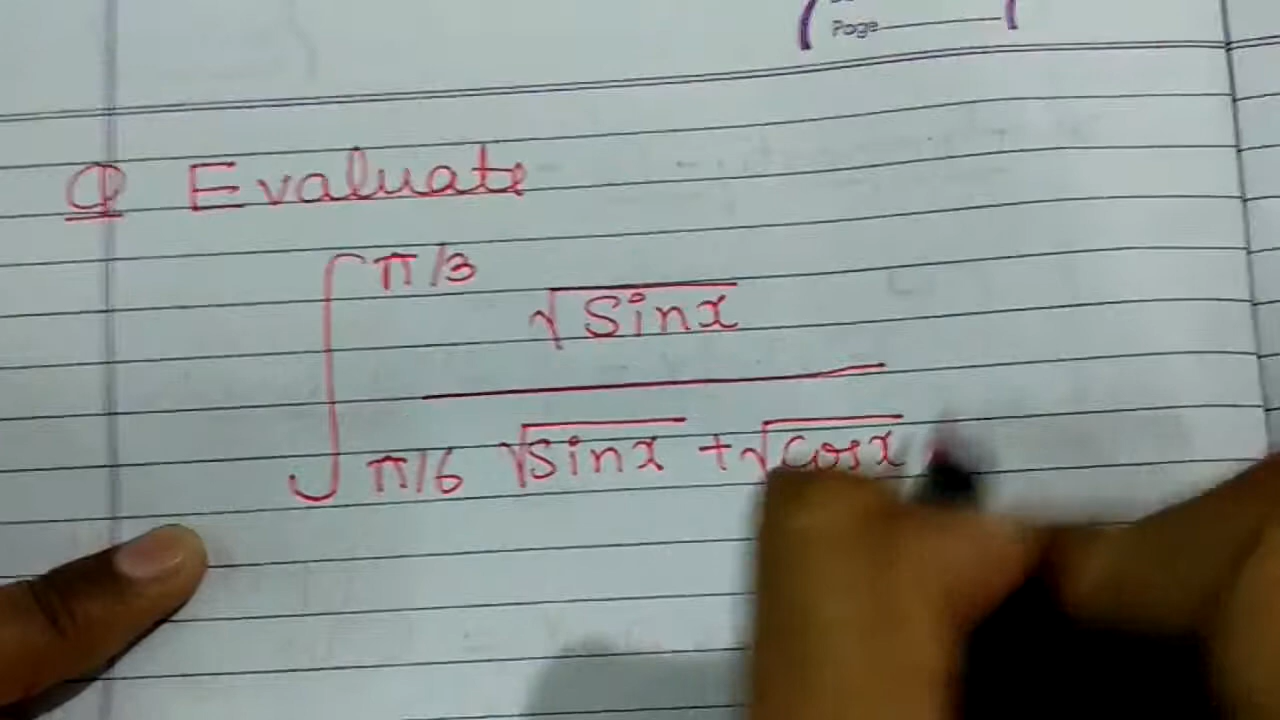 Page
Q Evaluate
∫ π/3 √Sinx
π/6 √Sinx + √Cosx